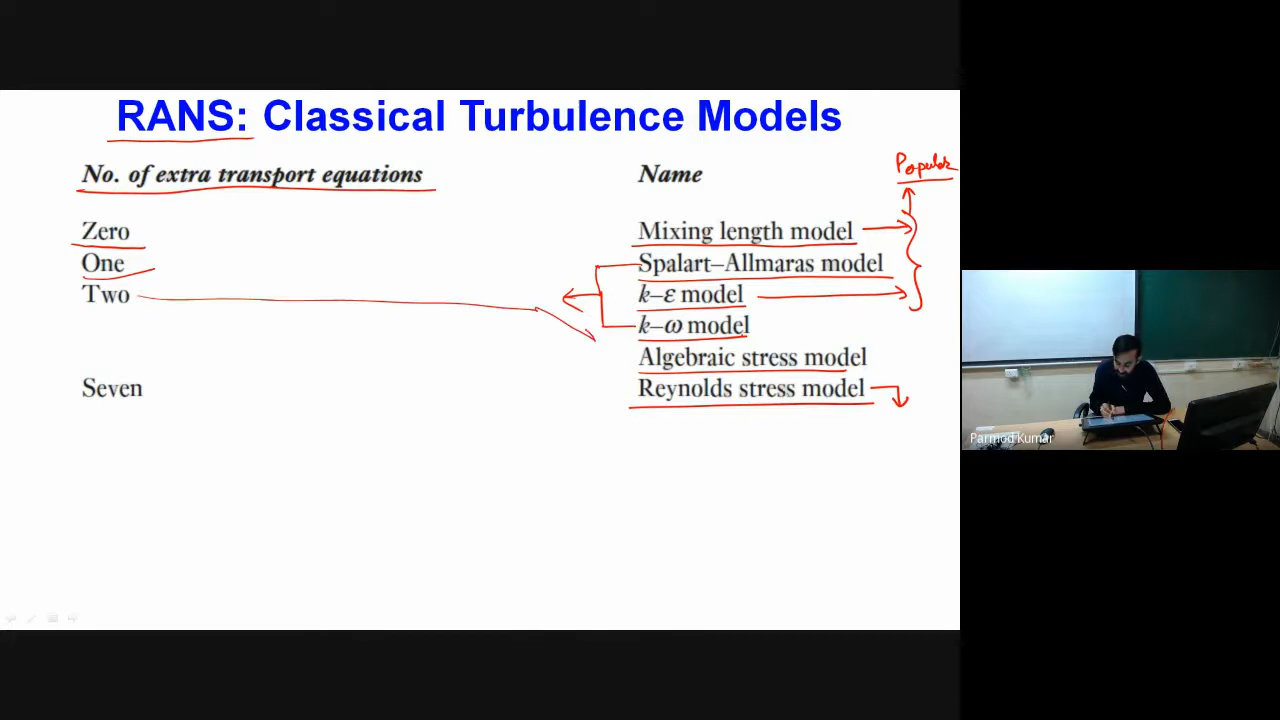 RANS: Classical Turbulence Models
Popular
No. of extra transport equations Name
Zero Mixing length model
One Spalart–Allmaras model
Two k–ε model
k–ω model
Algebraic stress model
Seven Reynolds stress model
Parmod Kumar